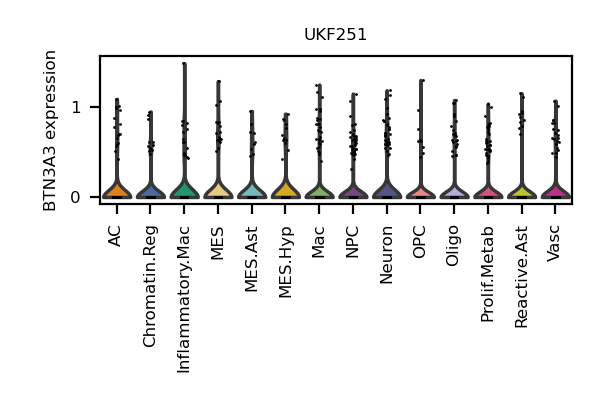 UKF251
BTN3A3 expression
1
0
AC
Chromatin.Reg
Inflammatory.Mac
MES
MES.Ast
MES.Hyp
Mac
NPC
Neuron
OPC
Oligo
Prolif.Metab
Reactive.Ast
Vasc